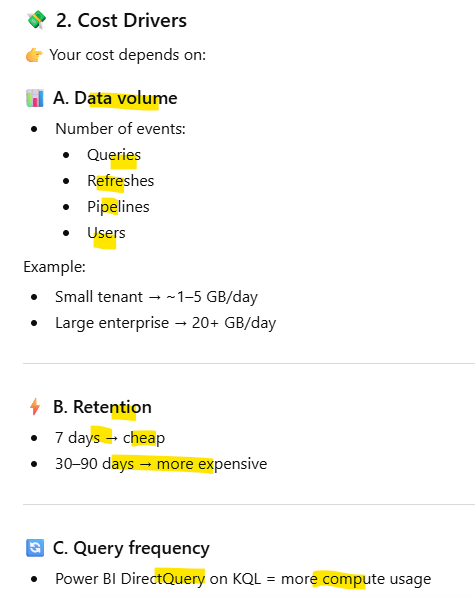 💸 2. Cost Drivers
👉 Your cost depends on:
📊 A. Data volume
• Number of events:
• Queries
• Refreshes
• Pipelines
• Users
Example:
• Small tenant → ~1–5 GB/day
• Large enterprise → 20+ GB/day
⚡ B. Retention
• 7 days → cheap
• 30–90 days → more expensive
🔄 C. Query frequency
• Power BI DirectQuery on KQL = more compute usage